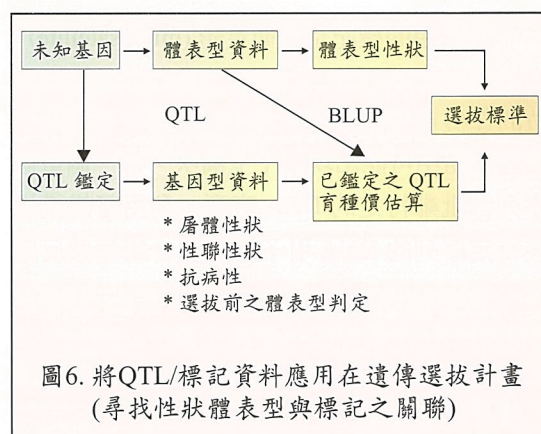 未知基因 體表型資料 體表型性狀
選拔標準
QTL BLUP
QTL 鑑定 基因型資料 已鑑定之 QTL
育種價估算
* 屠體性狀
* 性聯性狀
* 抗病性
* 選拔前之體表型判定
圖6. 將QTL/標記資料應用在遺傳選拔計畫
(尋找性狀體表型與標記之關聯)